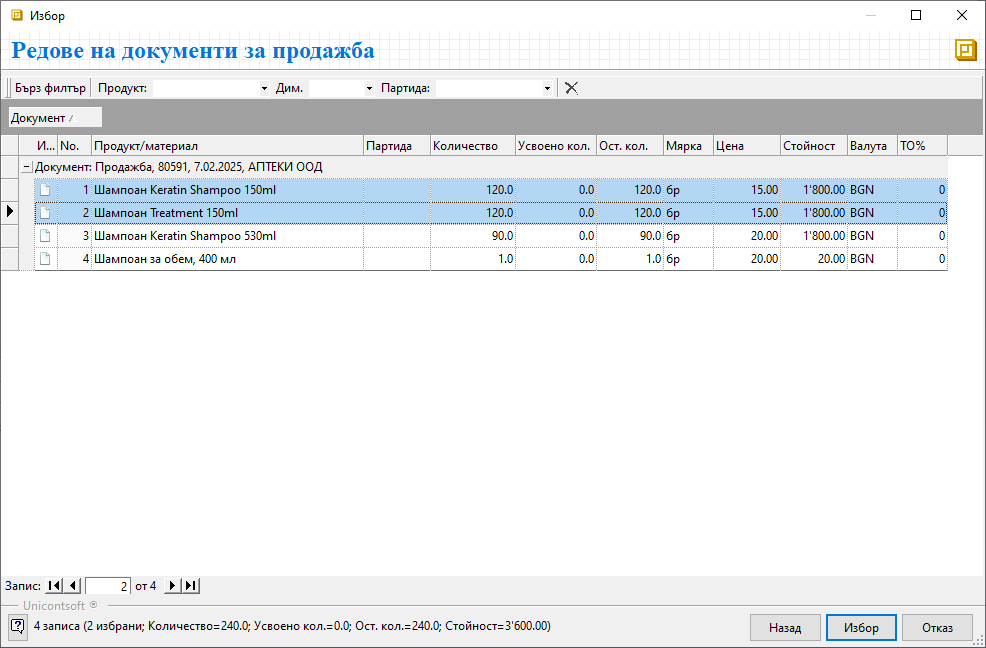 Избор
Редове на документи за продажба
Бърз филтър Продукт: Дим. Партида:
Документ
И... No. Продукт/материал Партида Количество Усвоено кол. Ост. кол. Мярка Цена Стойност Валута ТО%
Документ: Продажба, 80591, 7.02.2025, АПТЕКИ ООД
1 Шампоан Keratin Shampoo 150ml 120.0 0.0 120.0 бр 15.00 1'800.00 BGN 0
2 Шампоан Treatment 150ml 120.0 0.0 120.0 бр 15.00 1'800.00 BGN 0
3 Шампоан Keratin Shampoo 530ml 90.0 0.0 90.0 бр 20.00 1'800.00 BGN 0
4 Шампоан за обем, 400 мл 1.0 0.0 1.0 бр 20.00 20.00 BGN 0
Запис: 2 от 4
Unicontsoft ®
4 записа (2 избрани; Количество=240.0; Усвоено кол.=0.0; Ост. кол.=240.0; Стойност=3'600.00) Назад Избор Отказ